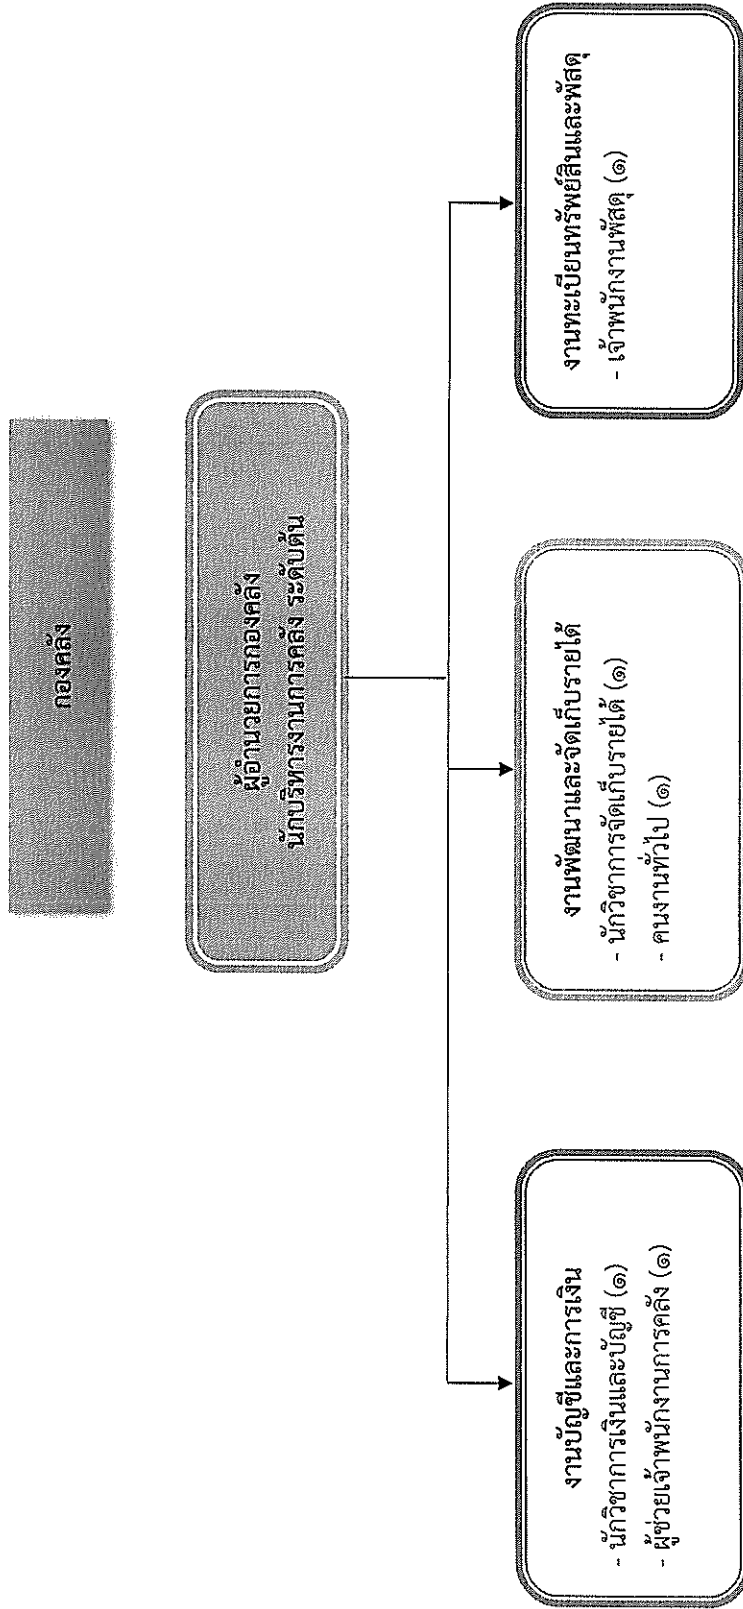 กองคลัง
ผู้อำนวยการกองคลัง
นักบริหารงานการคลัง ระดับต้น
งานบัญชีและการเงิน
- นักวิชาการเงินและบัญชี (๑)
- ผู้ช่วยเจ้าพนักงานการคลัง (๑)
งานพัฒนาและจัดเก็บรายได้
- นักวิชาการจัดเก็บรายได้ (๑)
- คนงานทั่วไป (๑)
งานทะเบียนทรัพย์สินและพัสดุ
- เจ้าพนักงานพัสดุ (๑)